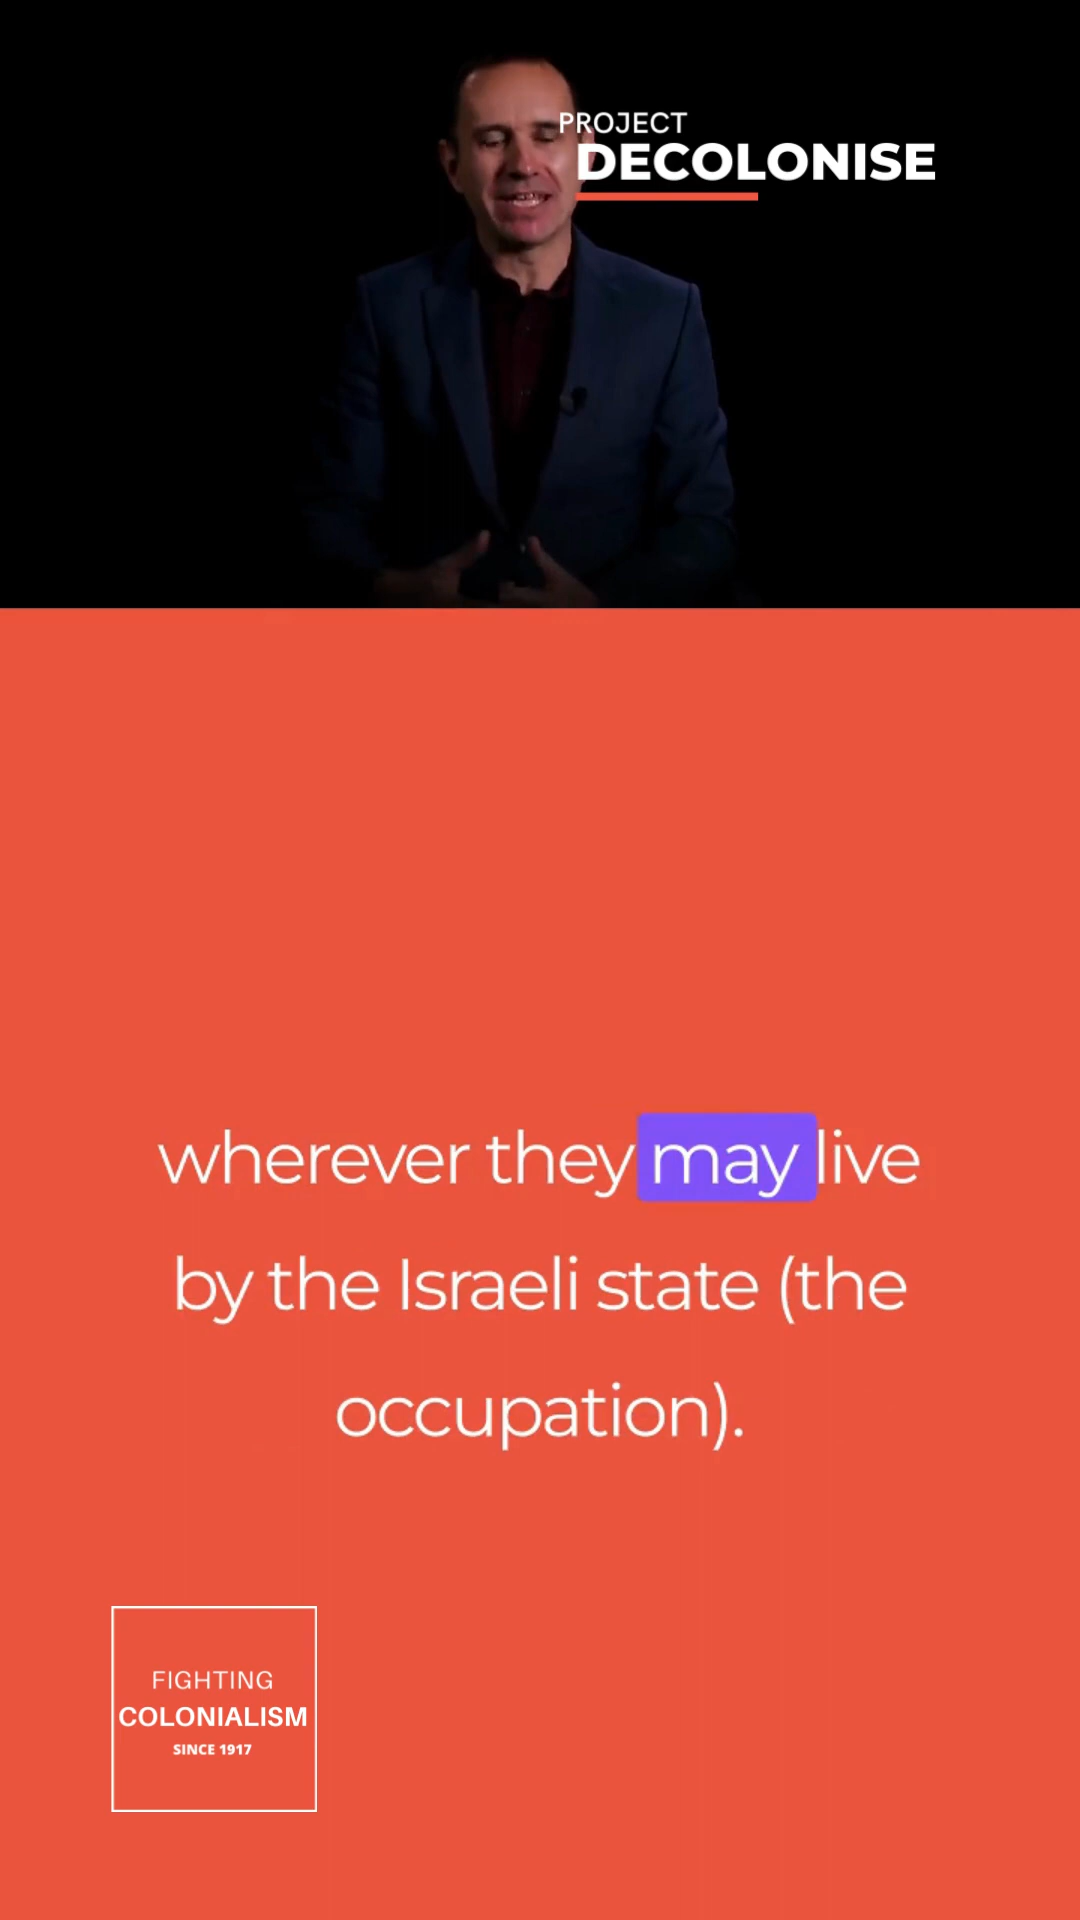 PROJECT
DECOLONISE
wherever they may live
by the Israeli state (the
occupation).
FIGHTING
COLONIALISM
SINCE 1917